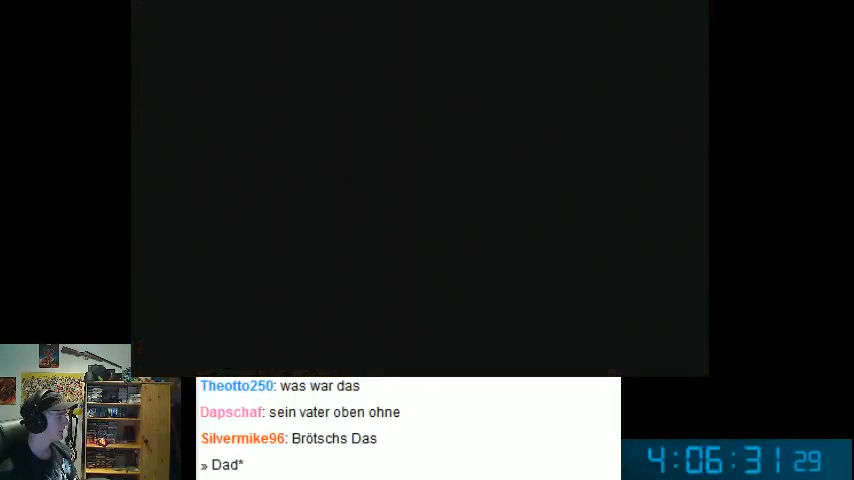 Theotto250: was war das
Dapschaf: sein vater oben ohne
Silvermike96: Brötschs Das
» Dad*
4:06:31 29